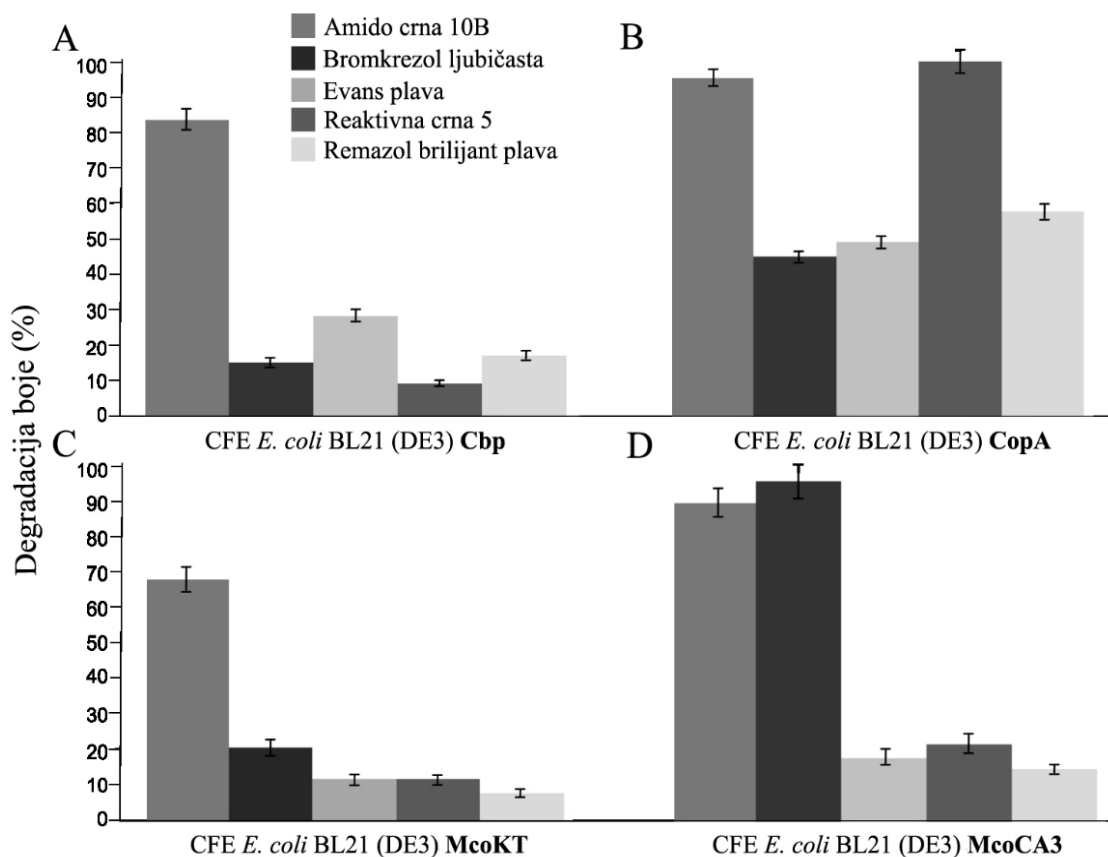 A
Amido crna 10B
Bromkrezol ljubičasta
Evans plava
Reaktivna crna 5
Remazol brilijant plava
B
Degradacija boje (%)
100
90
80
70
60
50
40
30
20
10
0
CFE E. coli BL21 (DE3) Cbp
CFE E. coli BL21 (DE3) CopA
C
D
100
90
80
70
60
50
40
30
20
10
0
CFE E. coli BL21 (DE3) McoKT
CFE E. coli BL21 (DE3) McoCA3